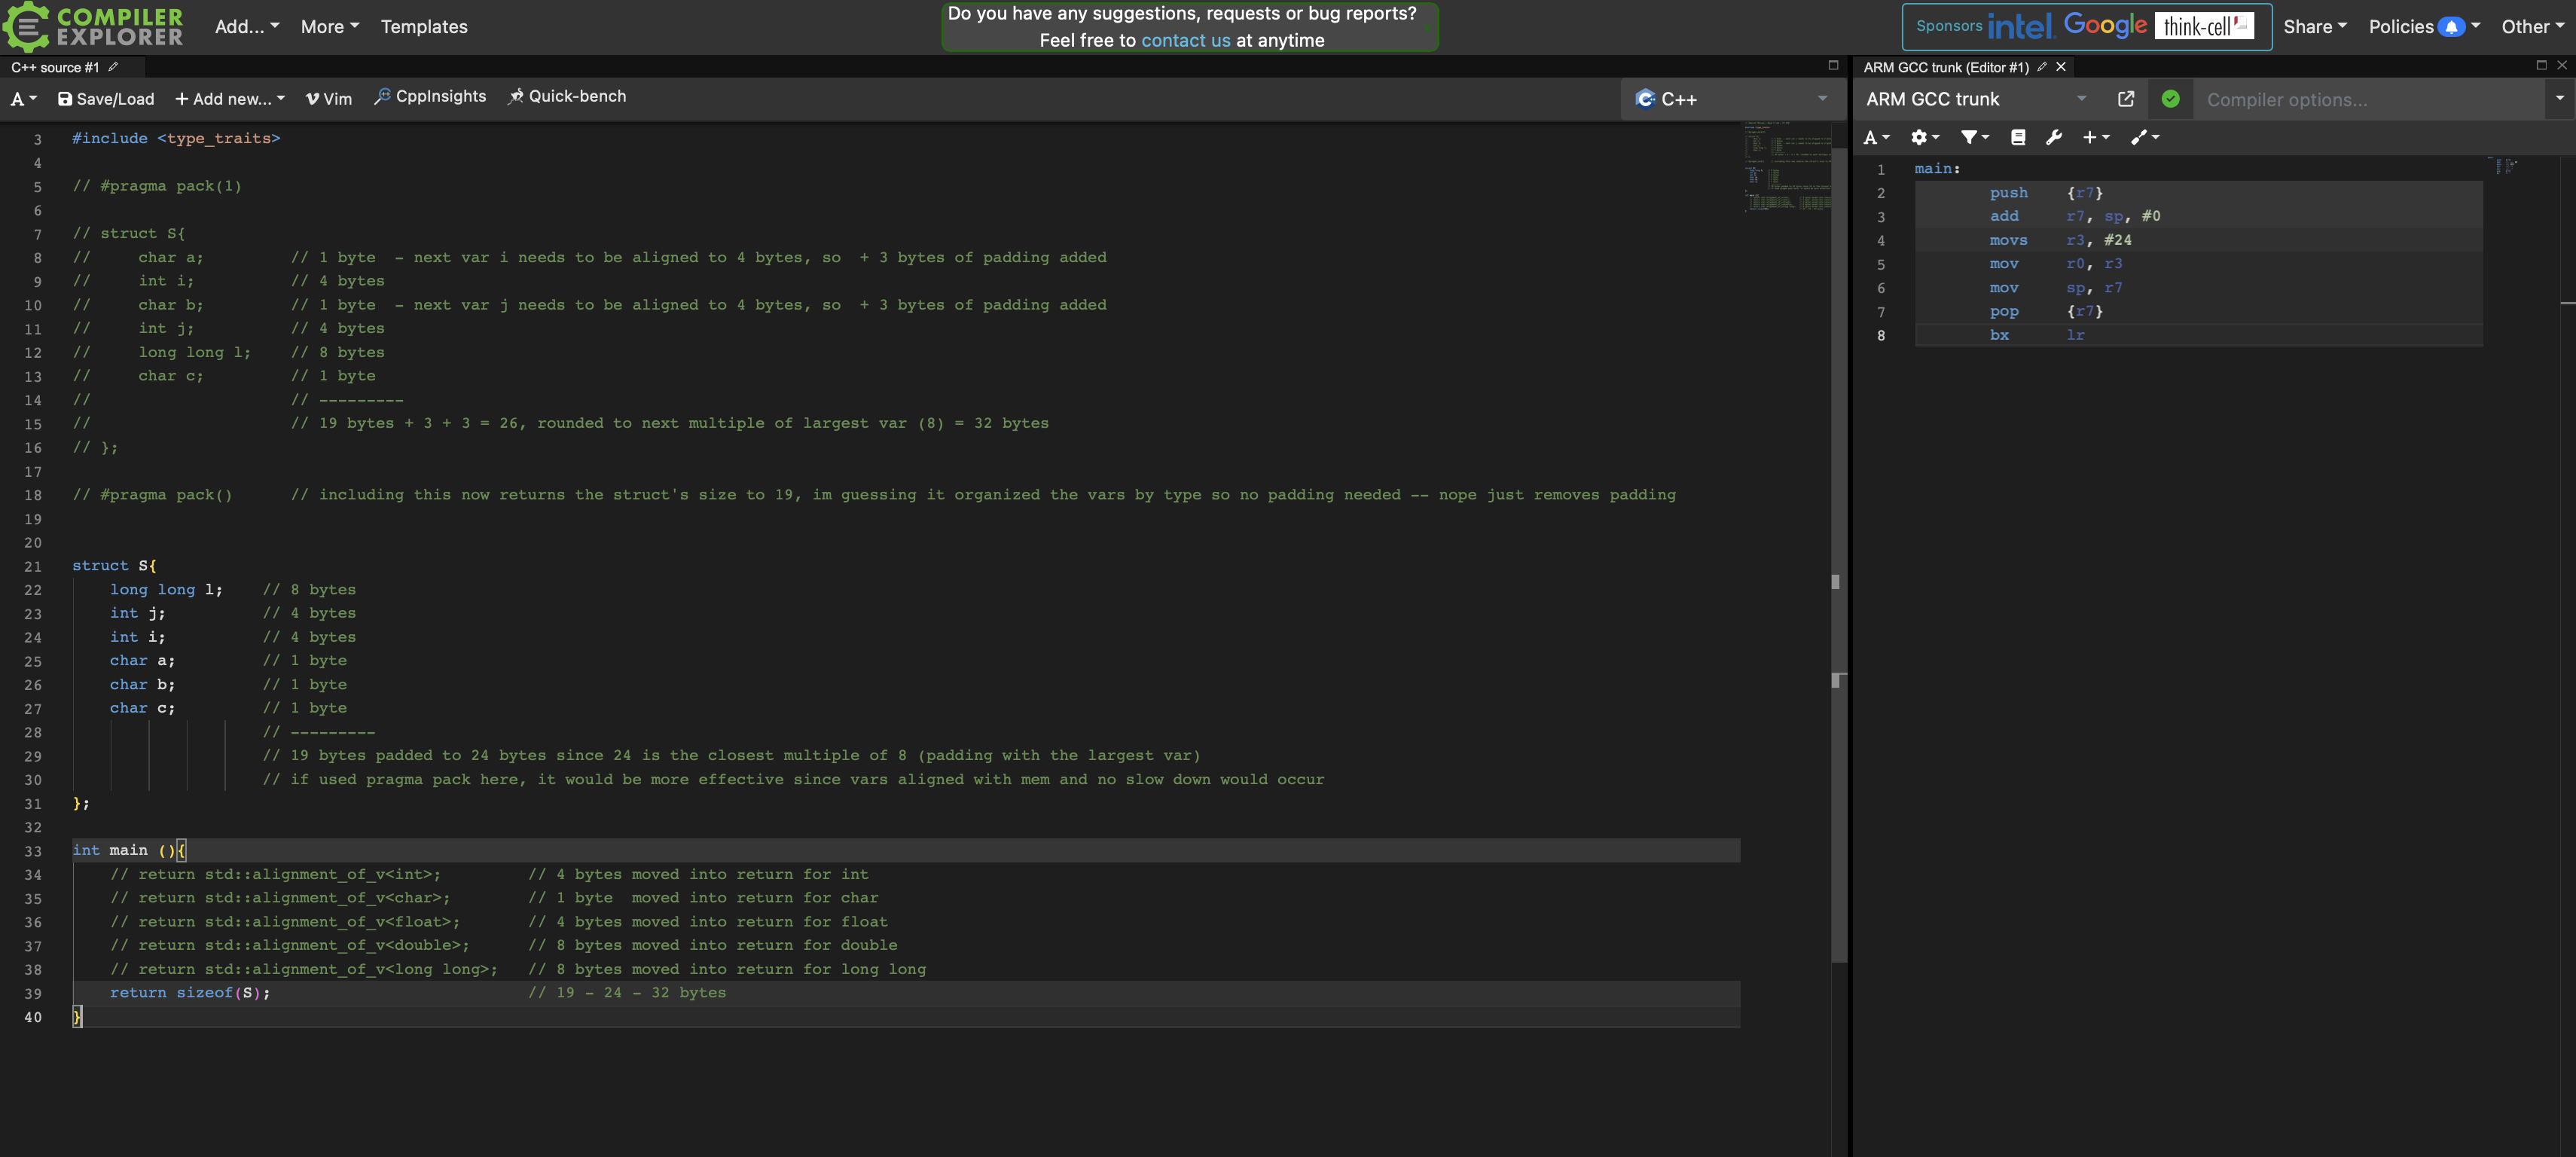 COMPILER EXPLORER
Add... More Templates
Do you have any suggestions, requests or bug reports?
Feel free to contact us at anytime
Sponsors intel. Google think-cell Share Policies Other
C++ source #1
A Save/Load + Add new... Vim CppInsights Quick-bench C++
3 #include <type_traits>
4
5 // #pragma pack(1)
6
7 // struct S{
8 //     char a;         // 1 byte  - next var i needs to be aligned to 4 bytes, so  + 3 bytes of padding added
9 //     int i;          // 4 bytes
10 //     char b;         // 1 byte  - next var j needs to be aligned to 4 bytes, so  + 3 bytes of padding added
11 //     int j;          // 4 bytes
12 //     long long l;    // 8 bytes
13 //     char c;         // 1 byte
14 //                     // ---------
15 //                     // 19 bytes + 3 + 3 = 26, rounded to next multiple of largest var (8) = 32 bytes
16 // };
17
18 // #pragma pack()      // including this now returns the struct's size to 19, im guessing it organized the vars by type so no padding needed -- nope just removes padding
19
20
21 struct S{
22     long long l;    // 8 bytes
23     int j;          // 4 bytes
24     int i;          // 4 bytes
25     char a;         // 1 byte
26     char b;         // 1 byte
27     char c;         // 1 byte
28                     // ---------
29                     // 19 bytes padded to 24 bytes since 24 is the closest multiple of 8 (padding with the largest var)
30                     // if used pragma pack here, it would be more effective since vars aligned with mem and no slow down would occur
31 };
32
33 int main (){
34     // return std::alignment_of_v<int>;         // 4 bytes moved into return for int
35     // return std::alignment_of_v<char>;        // 1 byte  moved into return for char
36     // return std::alignment_of_v<float>;       // 4 bytes moved into return for float
37     // return std::alignment_of_v<double>;      // 8 bytes moved into return for double
38     // return std::alignment_of_v<long long>;   // 8 bytes moved into return for long long
39     return sizeof(S);                           // 19 - 24 - 32 bytes
40 }
ARM GCC trunk (Editor #1)
ARM GCC trunk Compiler options...
A
1 main:
2         push    {r7}
3         add     r7, sp, #0
4         movs    r3, #24
5         mov     r0, r3
6         mov     sp, r7
7         pop     {r7}
8         bx      lr